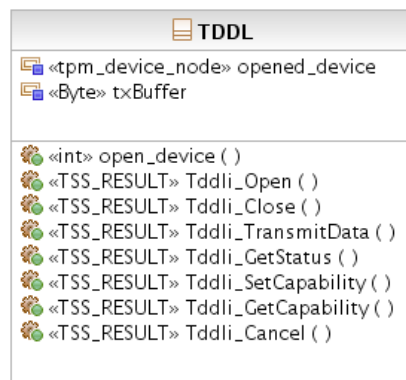 TDDL
«tpm_device_node» opened_device
«Byte» txBuffer
«int» open_device ( )
«TSS_RESULT» Tddli_Open ( )
«TSS_RESULT» Tddli_Close ( )
«TSS_RESULT» Tddli_TransmitData ( )
«TSS_RESULT» Tddli_GetStatus ( )
«TSS_RESULT» Tddli_SetCapability ( )
«TSS_RESULT» Tddli_GetCapability ( )
«TSS_RESULT» Tddli_Cancel ( )